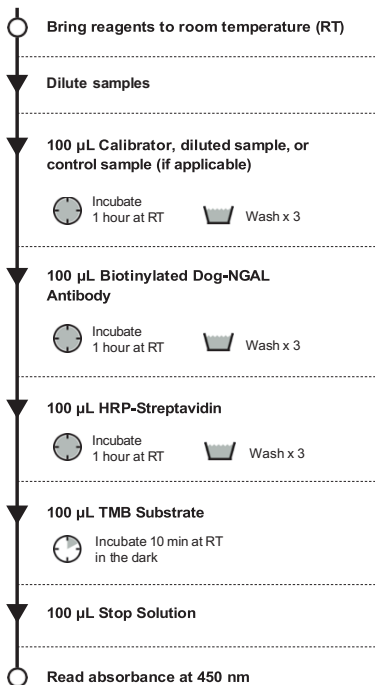 Bring reagents to room temperature (RT)
Dilute samples
100 µL Calibrator, diluted sample, or
control sample (if applicable)
Incubate
1 hour at RT
Wash x 3
100 µL Biotinylated Dog-NGAL
Antibody
Incubate
1 hour at RT
Wash x 3
100 µL HRP-Streptavidin
Incubate
1 hour at RT
Wash x 3
100 µL TMB Substrate
Incubate 10 min at RT
in the dark
100 µL Stop Solution
Read absorbance at 450 nm